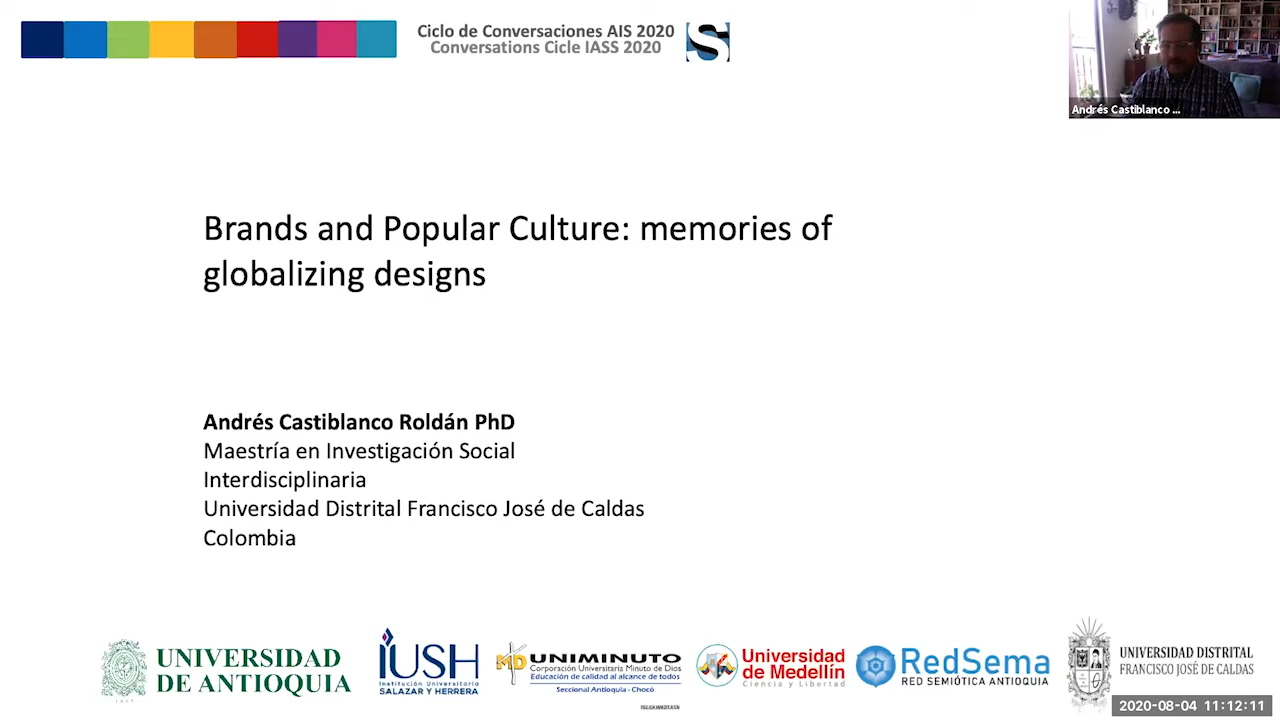 Ciclo de Conversaciones AIS 2020
Conversations Cicle IASS 2020
S
Andrés Castiblanco ...
Brands and Popular Culture: memories of
globalizing designs
Andrés Castiblanco Roldán PhD
Maestría en Investigación Social
Interdisciplinaria
Universidad Distrital Francisco José de Caldas
Colombia
UNIVERSIDAD
DE ANTIOQUIA
IUSH
Institución Universitaria
SALAZAR Y HERRERA
MD UNIMINUTO
Corporación Universitaria Minuto de Dios
Educación de calidad al alcance de todos
Seccional Antioquia - Chocó
Universidad
de Medellín
Ciencia y Libertad
RedSema
RED SEMIÓTICA ANTIOQUIA
UNIVERSIDAD DISTRITAL
FRANCISCO JOSÉ DE CALDAS
2020-08-04 11:12:11